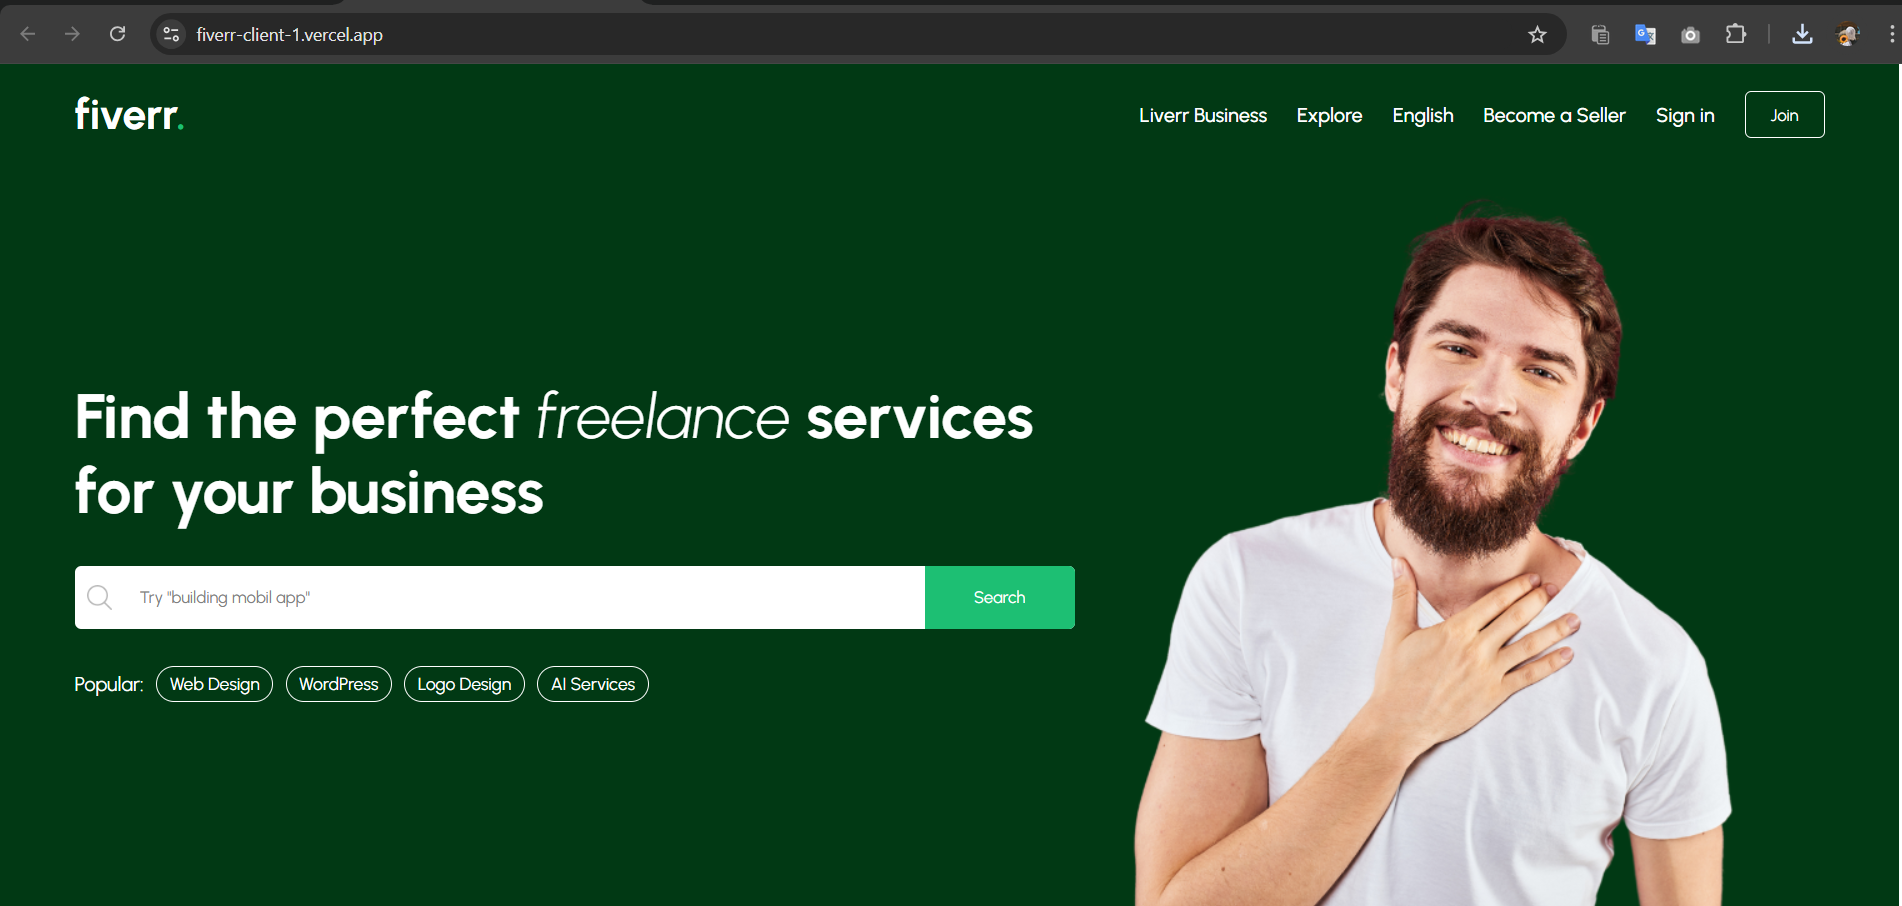 fiverr-client-1.vercel.app
fiverr.
Liverr Business Explore English Become a Seller Sign in Join
Find the perfect freelance services
for your business
Try "building mobil app" Search
Popular: Web Design WordPress Logo Design AI Services